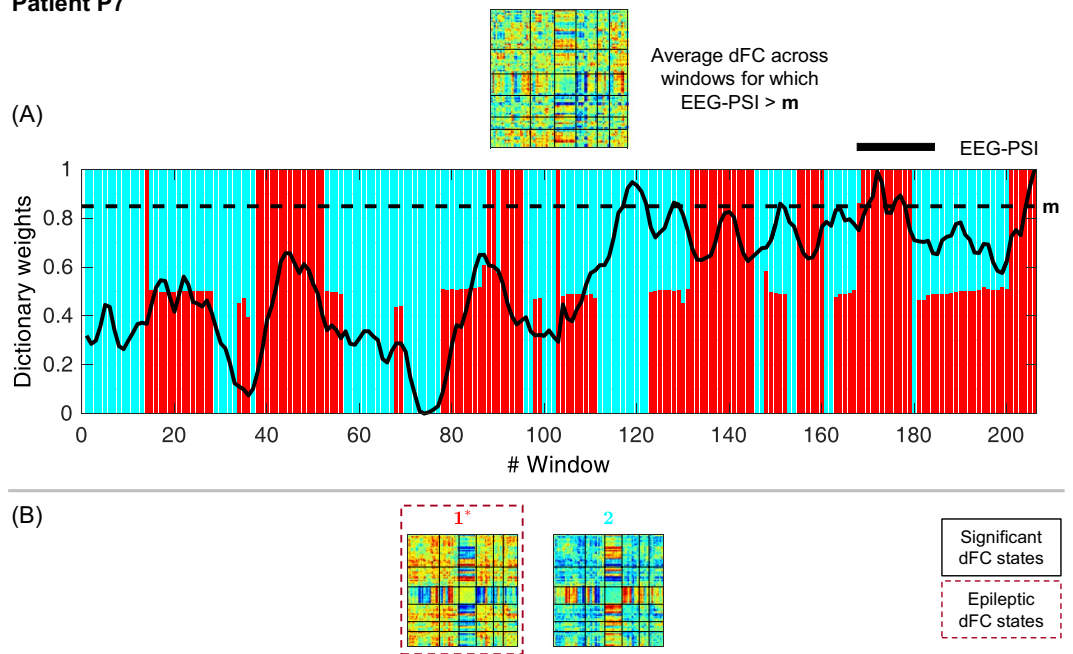 Patient P7
Average dFC across
windows for which
EEG-PSI > m
(A)
EEG-PSI
1
0.8
0.6
0.4
0.2
0
Dictionary weights
m
0 20 40 60 80 100 120 140 160 180 200
# Window
(B)
1* 2
Significant
dFC states
Epileptic
dFC states